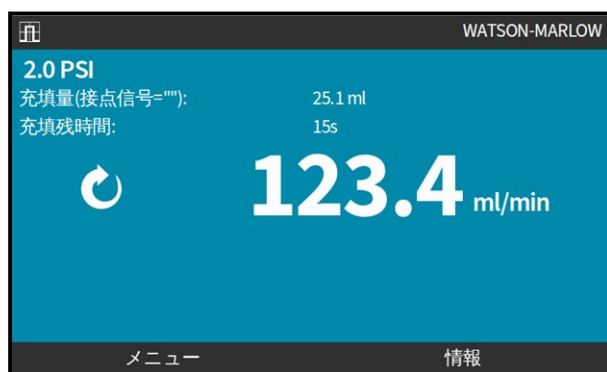 WATSON-MARLOW
2.0 PSI
充填量(接点信号=""): 25.1 ml
充填残時間: 15s
123.4 ml/min
メニュー 情報